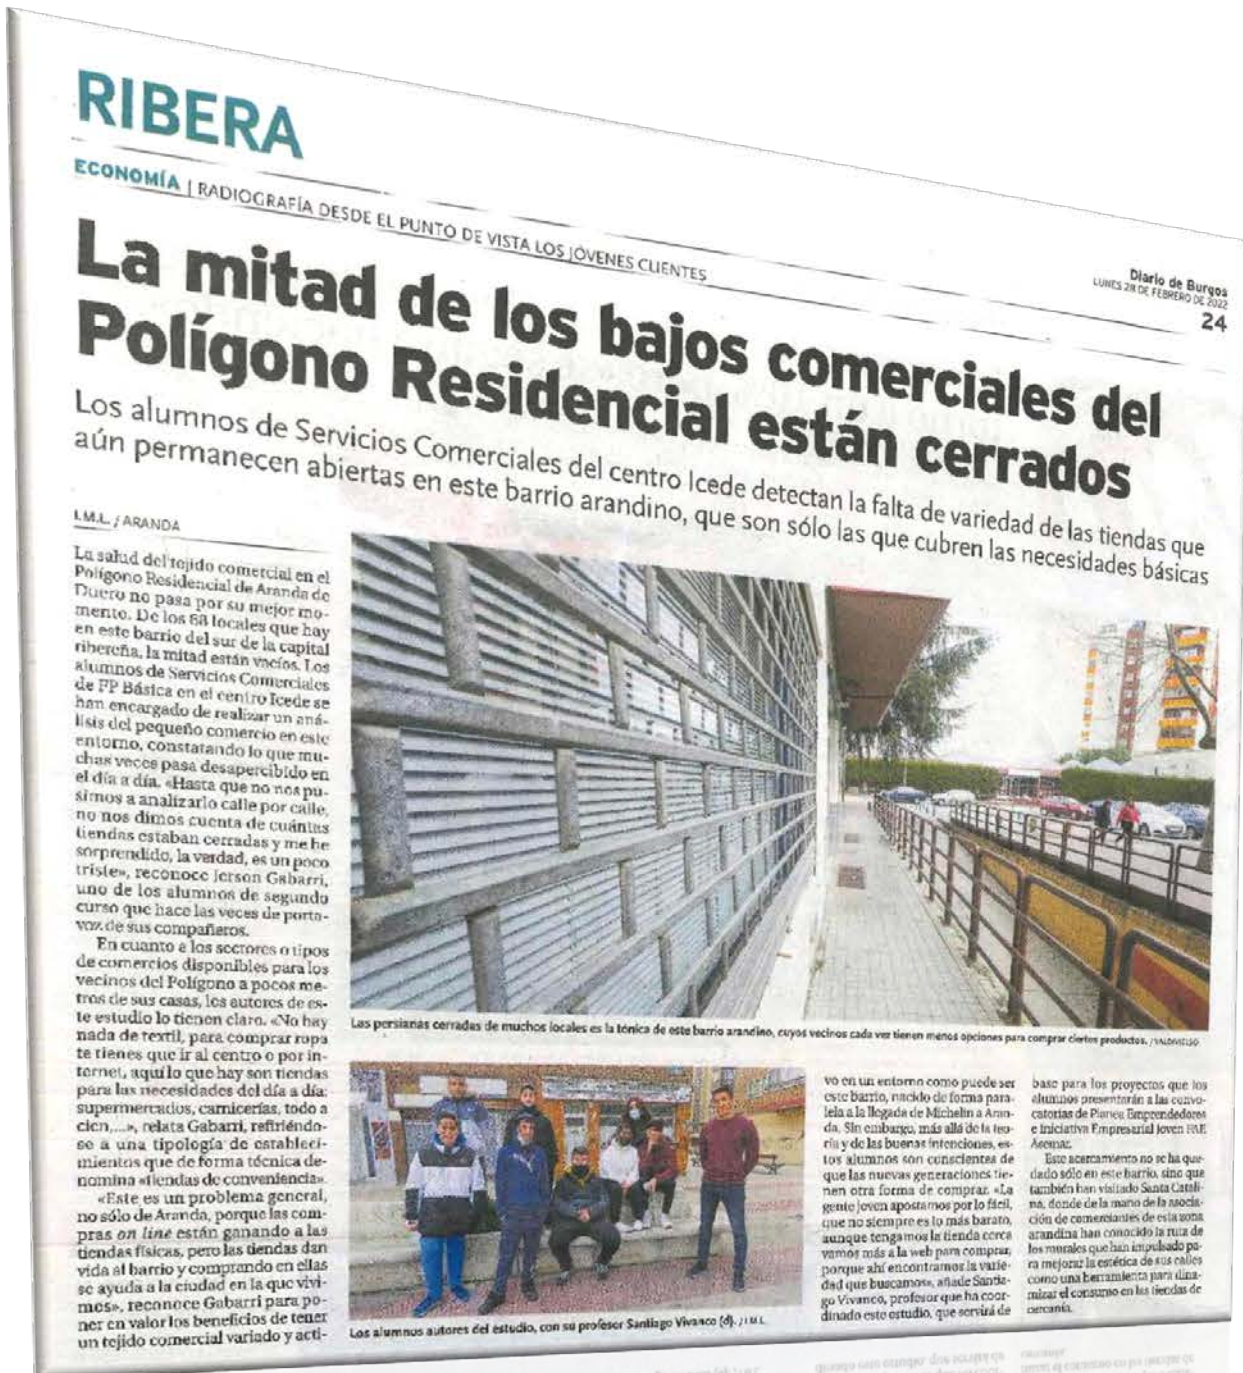 RIBERA
ECONOMÍA | RADIOGRAFÍA DESDE EL PUNTO DE VISTA LOS JÓVENES CLIENTES
Diario de Burgos
LUNES 28 DE FEBRERO DE 2022
24
La mitad de los bajos comerciales del
Polígono Residencial están cerrados
Los alumnos de Servicios Comerciales del centro Icede detectan la falta de variedad de las tiendas que
aún permanecen abiertas en este barrio arandino, que son sólo las que cubren las necesidades básicas
I.M.L. / ARANDA
La salud del tejido comercial en el
Polígono Residencial de Aranda de
Duero no pasa por su mejor mo-
mento. De los 68 locales que hay
en este barrio del sur de la capital
ribereña, la mitad están vacíos. Los
alumnos de Servicios Comerciales
de FP Básica en el centro Icede se
han encargado de realizar un aná-
lisis del pequeño comercio en este
entorno, constatando lo que mu-
chas veces pasa desapercibido en
el día a día. «Hasta que no nos pu-
simos a analizarlo calle por calle,
no nos dimos cuenta de cuántas
tiendas estaban cerradas y me he
sorprendido, la verdad, es un poco
triste», reconoce Jerson Gabarri,
uno de los alumnos de segundo
curso que hace las veces de porta-
voz de sus compañeros.
En cuanto a los sectores o tipos
de comercios disponibles para los
vecinos del Polígono a pocos me-
tros de sus casas, los autores de es-
te estudio lo tienen claro. «No hay
nada de textil, para comprar ropa
te tienes que ir al centro o por in-
ternet, aquí lo que hay son tiendas
para las necesidades del día a día:
supermercados, carnicerías, todo a
cien,...», relata Gabarri, refiriéndo-
se a una tipología de estableci-
mientos que de forma técnica de-
nomina «tiendas de conveniencia».
«Este es un problema general,
no sólo de Aranda, porque las com-
pras on line están ganando a las
tiendas físicas, pero las tiendas dan
vida al barrio y comprando en ellas
se ayuda a la ciudad en la que vivi-
mos», reconoce Gabarri para po-
ner en valor los beneficios de tener
un tejido comercial variado y acti-
Las persianas cerradas de muchos locales es la tónica de este barrio arandino, cuyos vecinos cada vez tienen menos opciones para comprar ciertos productos. / VALDIVIELSO
Los alumnos autores del estudio, con su profesor Santiago Vivanco (d). / I.M.L.
vo en un entorno como puede ser
este barrio, nacido de forma para-
lela a la llegada de Michelin a Aran-
da. Sin embargo, más allá de la teo-
ría y de las buenas intenciones, es-
tos alumnos son conscientes de
que las nuevas generaciones tie-
nen otra forma de comprar. «La
gente joven apostamos por lo fácil,
que no siempre es lo más barato,
aunque tengamos la tienda cerca
vamos más a la web para comprar,
porque ahí encontramos la varie-
dad que buscamos», añade Santia-
go Vivanco, profesor que ha coor-
dinado este estudio, que servirá de
base para los proyectos que los
alumnos presentarán a las convo-
catorias de Planea Emprendedores
e Iniciativa Empresarial Joven FAE
Asemar.
Este acercamiento no se ha que-
dado sólo en este barrio, sino que
también han visitado Santa Catali-
na, donde de la mano de la asocia-
ción de comerciantes de esta zona
arandina han conocido la ruta de
los murales que han impulsado pa-
ra mejorar la estética de sus calles
como una herramienta para dina-
mizar el consumo en las tiendas de
cercanía.